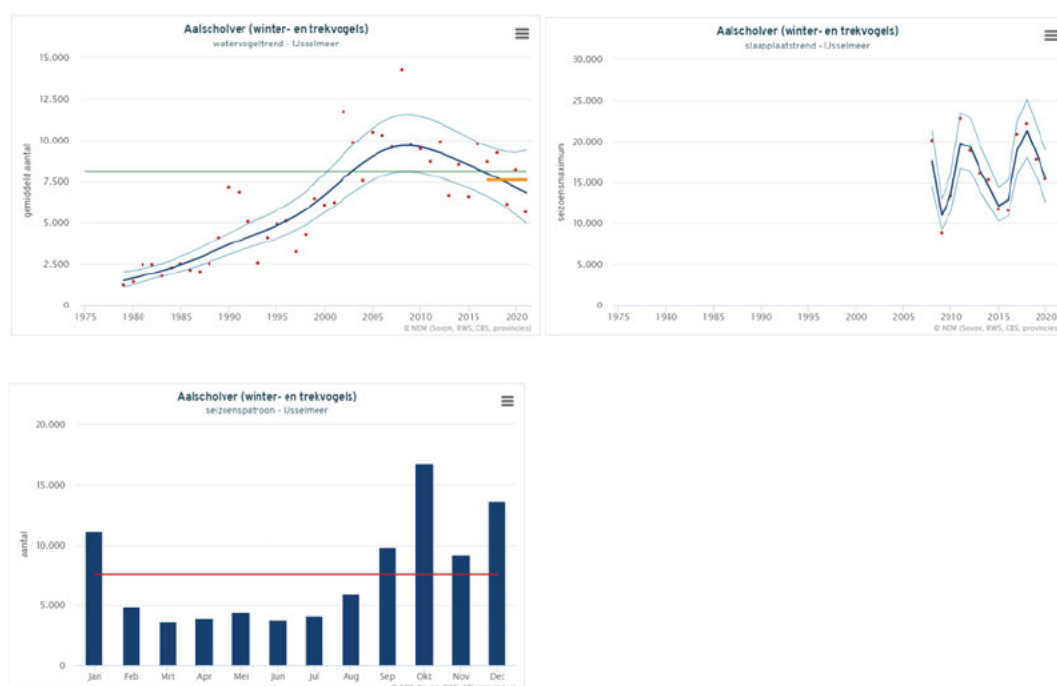 Aalscholver (winter- en trekvogels)
watervogeltrend - IJsselmeer
15.000
12.500
10.000
7.500
5.000
2.500
0
gemiddeld aantal
1975 1980 1985 1990 1995 2000 2005 2010 2015 2020
© NEM (Sovon, RWS, CBS, provincies)
Aalscholver (winter- en trekvogels)
slaapplaatstrend - IJsselmeer
30.000
25.000
20.000
15.000
10.000
5.000
0
seizoensmaximum
1975 1980 1985 1990 1995 2000 2005 2010 2015 2020
© NEM (Sovon, RWS, CBS, provincies)
Aalscholver (winter- en trekvogels)
seizoenspatroon - IJsselmeer
20.000
15.000
10.000
5.000
0
aantal
Jan Feb Mrt Apr Mei Jun Jul Aug Sep Okt Nov Dec